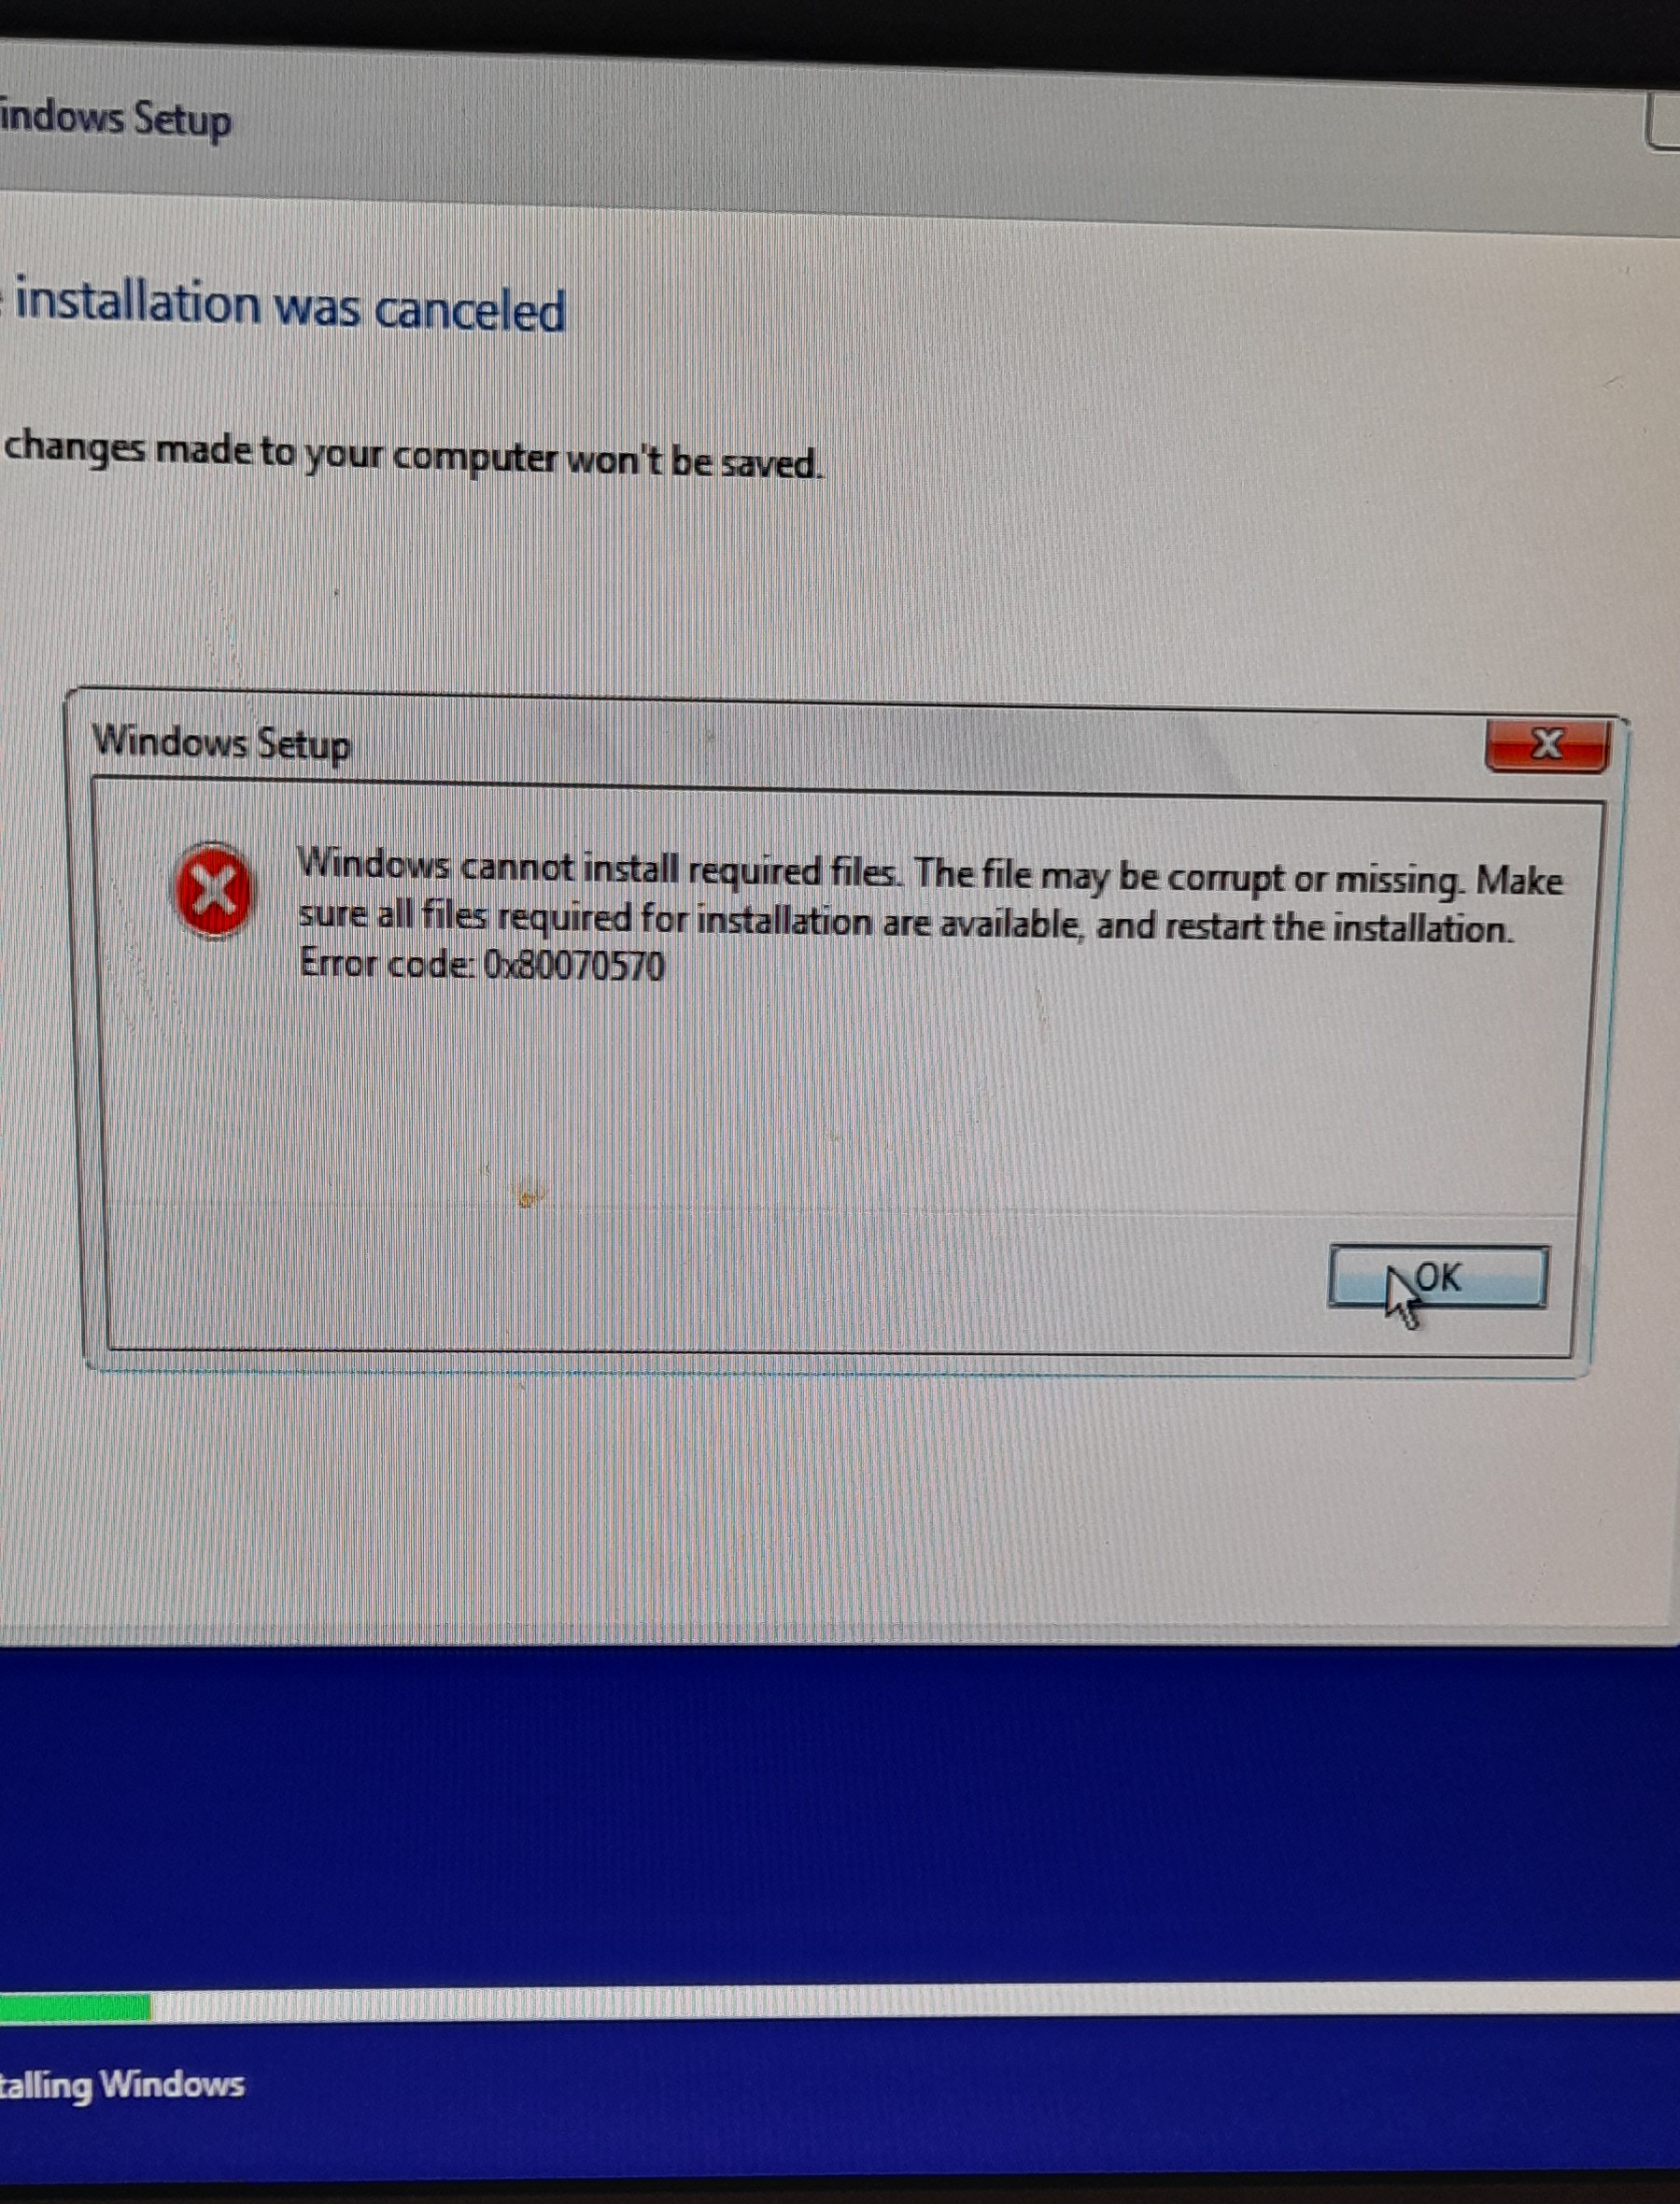 indows Setup
installation was canceled
changes made to your computer won't be saved.
Windows Setup
X
Windows cannot install required files. The file may be corrupt or missing. Make
sure all files required for installation are available, and restart the installation.
Error code: 0x80070570
OK
talling Windows